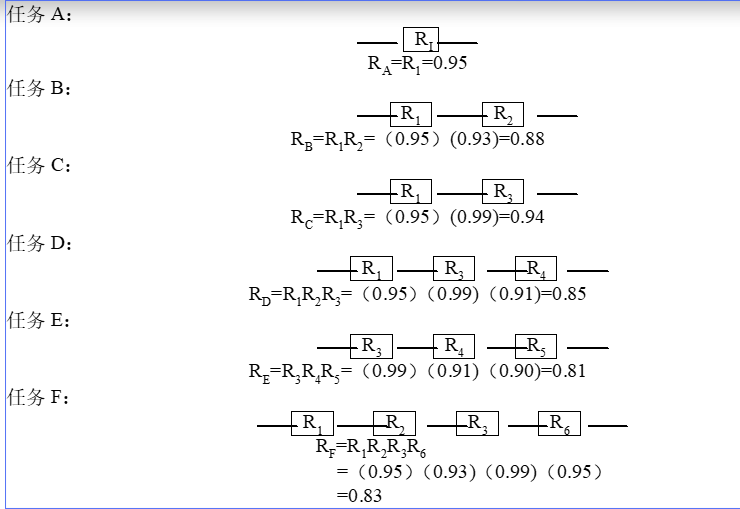 任务 A：
R_I
R_A=R_1=0.95
任务 B：
R_1 R_2
R_B=R_1R_2=（0.95）(0.93)=0.88
任务 C：
R_1 R_3
R_C=R_1R_3=（0.95）(0.99)=0.94
任务 D：
R_1 R_3 R_4
R_D=R_1R_2R_3=（0.95）（0.99）(0.91)=0.85
任务 E：
R_3 R_4 R_5
R_E=R_3R_4R_5=（0.99）（0.91）(0.90)=0.81
任务 F：
R_1 R_2 R_3 R_6
R_F=R_1R_2R_3R_6
=（0.95）（0.93）（0.99）（0.95）
=0.83